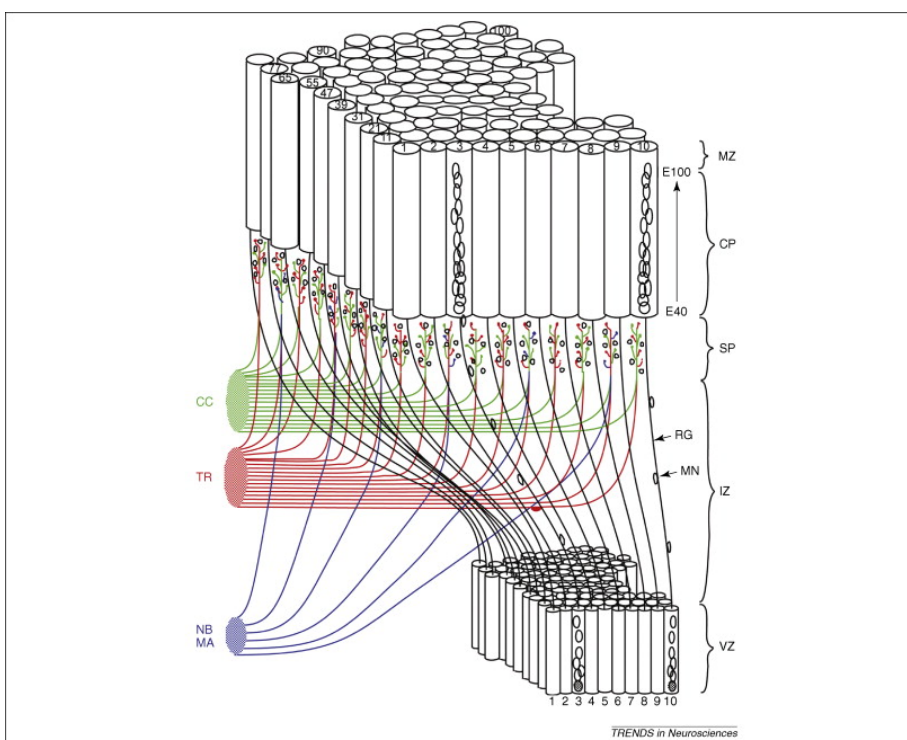 100
90
77
65
55
47
39
31
21
11
1 2 3 4 5 6 7 8 9 10
MZ
E100
CP
E40
SP
CC
RG
TR
MN
IZ
NB
MA
VZ
1 2 3 4 5 6 7 8 9 10
TRENDS in Neurosciences